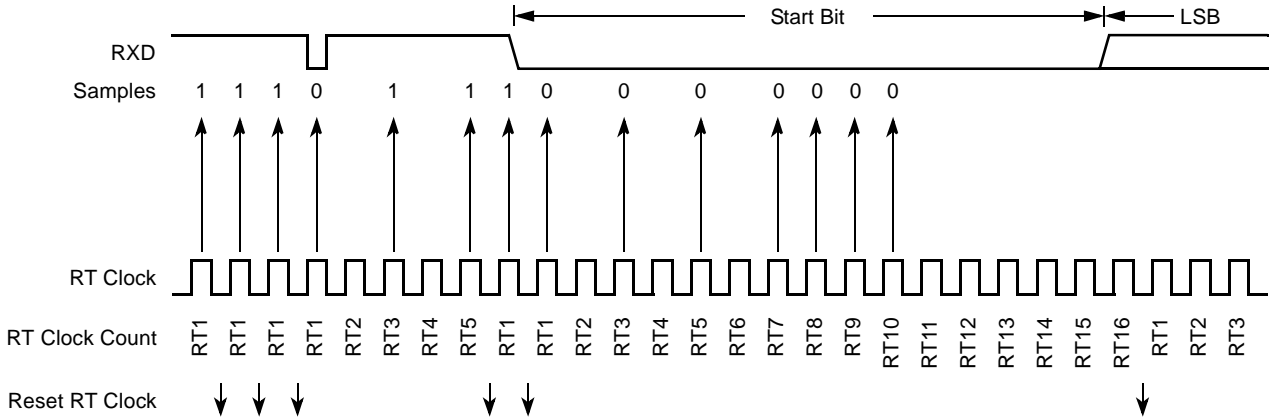 Start Bit LSB
RXD
Samples 1 1 1 0 1 1 1 0 0 0 0 0 0 0
RT Clock
RT Clock Count RT1 RT1 RT1 RT1 RT2 RT3 RT4 RT5 RT1 RT1 RT2 RT3 RT4 RT5 RT6 RT7 RT8 RT9 RT10 RT11 RT12 RT13 RT14 RT15 RT16 RT1 RT2 RT3
Reset RT Clock